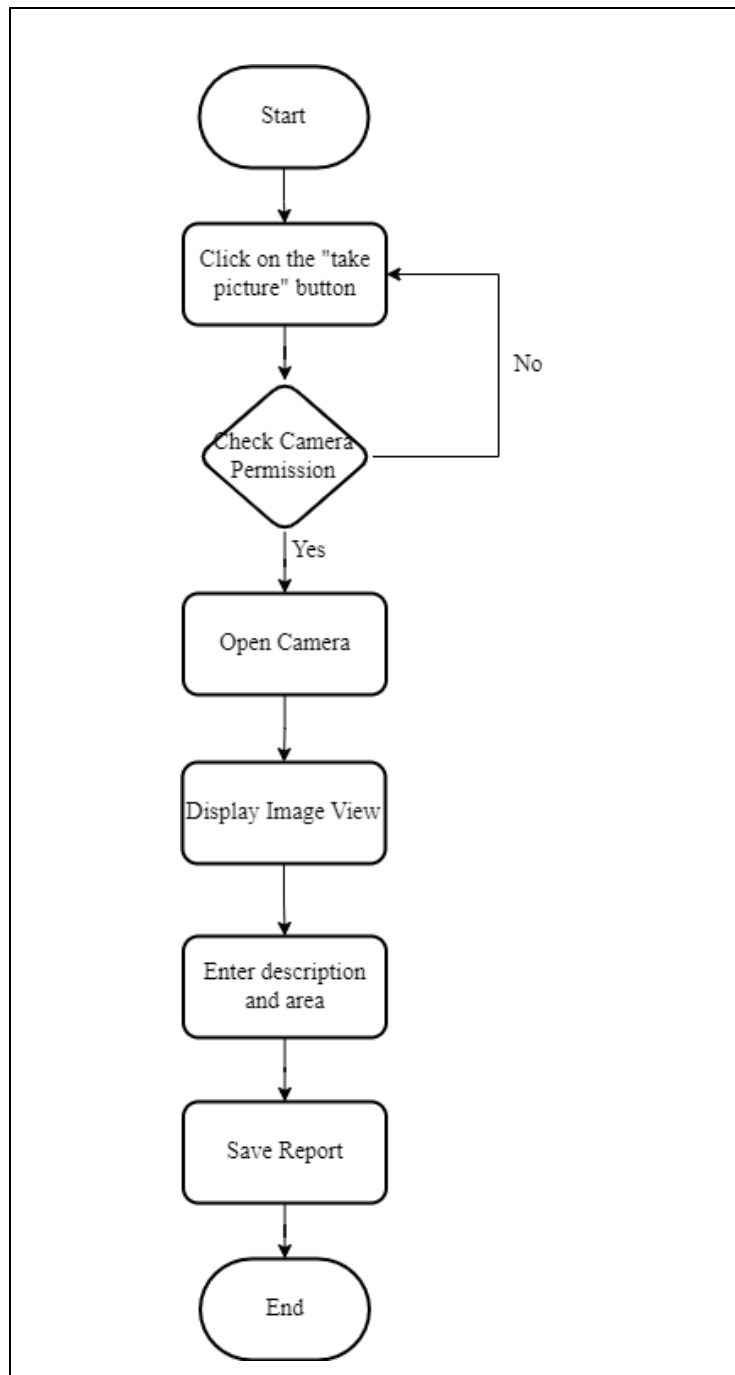 Start
Click on the "take
picture" button
No
Check Camera
Permission
Yes
Open Camera
Display Image View
Enter description
and area
Save Report
End